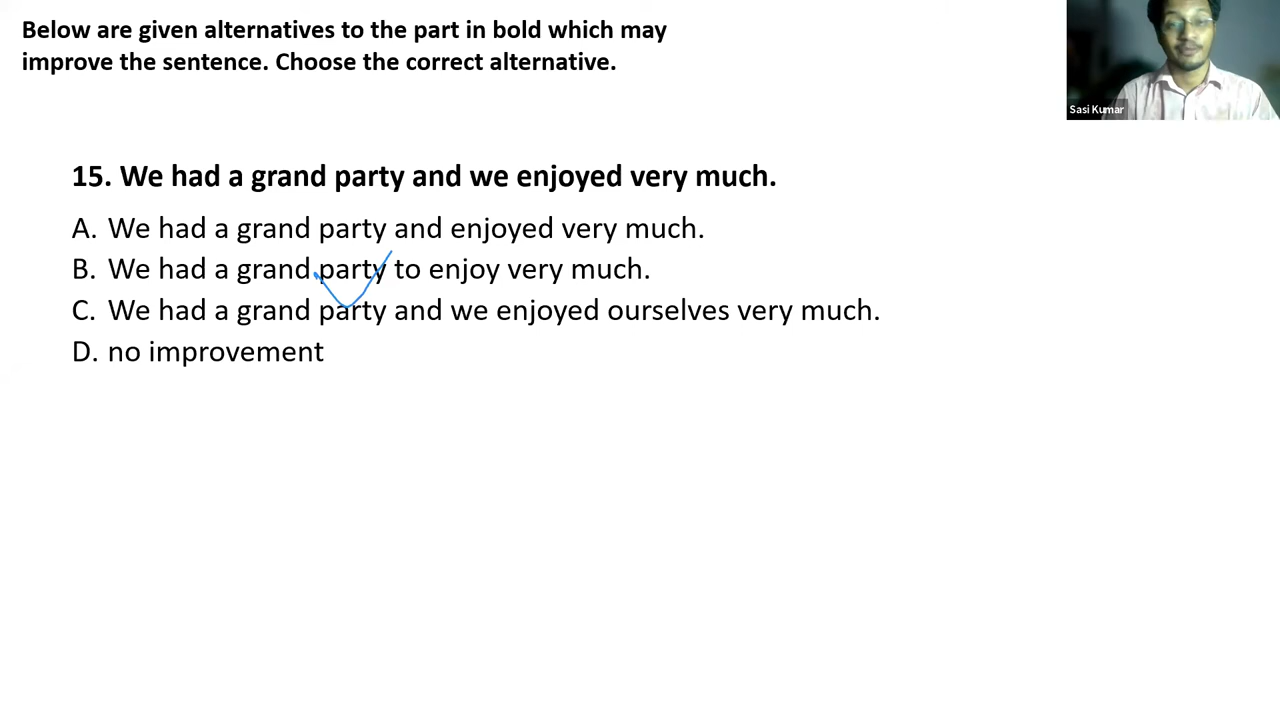 Below are given alternatives to the part in bold which may
improve the sentence. Choose the correct alternative.
Sasi Kumar
15. We had a grand party and we enjoyed very much.
A. We had a grand party and enjoyed very much.
B. We had a grand party to enjoy very much.
C. We had a grand party and we enjoyed ourselves very much.
D. no improvement